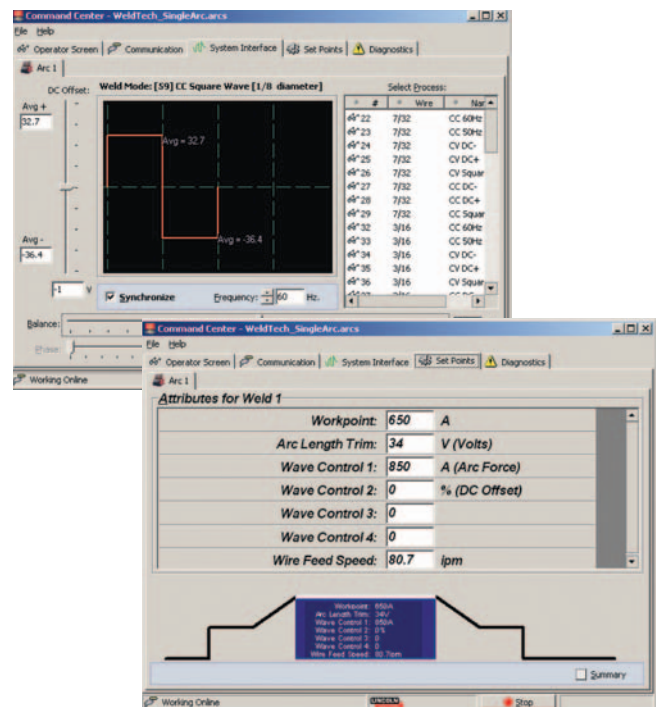 Command Center - WeldTech_SingleArc.arcs
File Help
Operator Screen Communication System Interface Set Points Diagnostics
Arc 1
DC Offset: Weld Mode: [59] CC Square Wave [1/8 diameter] Select Process:
# Wire Nar
Avg +
32.7
Avg = 32.7
22 7/32 CC 60Hz
23 7/32 CC 50Hz
24 7/32 CV DC-
25 7/32 CV DC+
26 7/32 CV Squar
27 7/32 CC DC-
28 7/32 CC DC+
29 7/32 CC Squar
32 3/16 CC 60Hz
33 3/16 CC 50Hz
34 3/16 CV DC-
35 3/16 CV DC+
36 3/16 CV Squar
Avg -
-36.4
Avg = -36.4
-1 V
Synchronize Frequency: 60 Hz.
Balance:
Phase:
Working Online
Command Center - WeldTech_SingleArc.arcs
File Help
Operator Screen Communication System Interface Set Points Diagnostics
Arc 1
Attributes for Weld 1
Workpoint: 650 A
Arc Length Trim: 34 V (Volts)
Wave Control 1: 850 A (Arc Force)
Wave Control 2: 0 % (DC Offset)
Wave Control 3: 0
Wave Control 4: 0
Wire Feed Speed: 80.7 ipm
Workpoint: 650A
Arc Length Trim: 34V
Wave Control 1: 850A
Wave Control 2: 0%
Wave Control 3: 0
Wave Control 4: 0
Wire Feed Speed: 80.7ipm
Summary
Working Online
LINCOLN
Stop